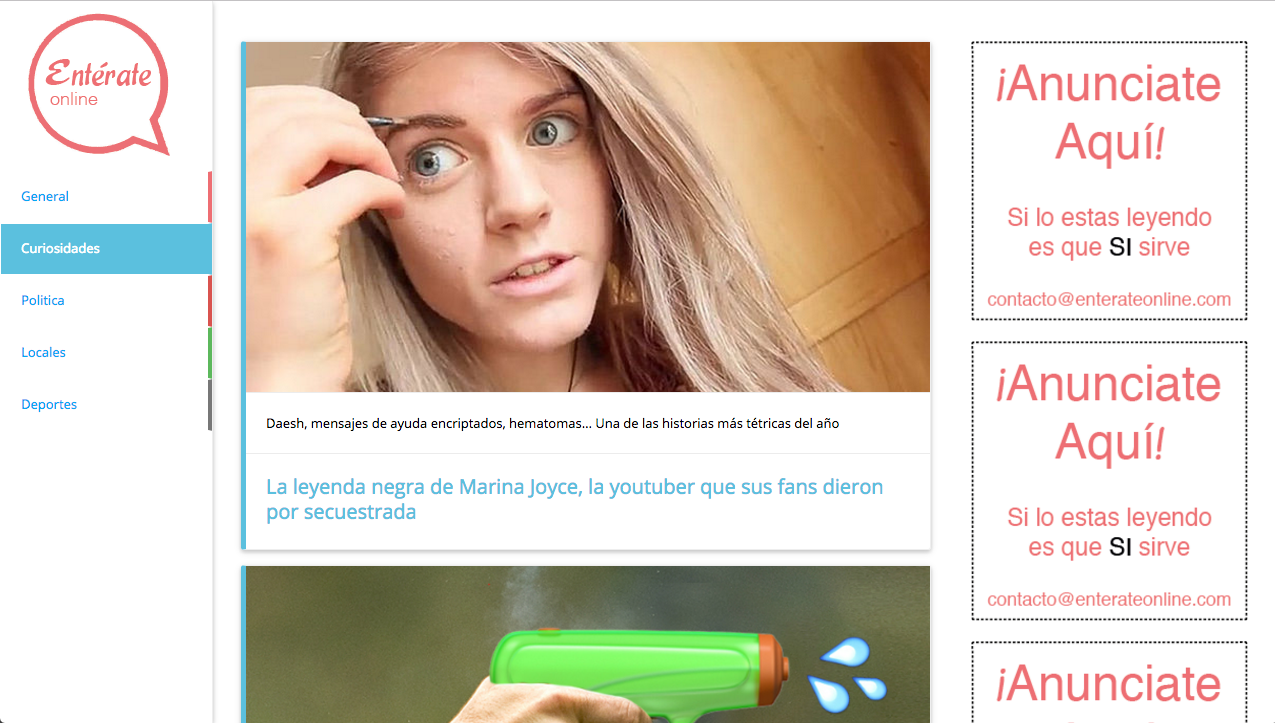 Entérate
online
General
Curiosidades
Politica
Locales
Deportes
Daesh, mensajes de ayuda encriptados, hematomas... Una de las historias más tétricas del año
La leyenda negra de Marina Joyce, la youtuber que sus fans dieron
por secuestrada
¡Anunciate
Aquí!
Si lo estas leyendo
es que SI sirve
contacto@enterateonline.com
¡Anunciate
Aquí!
Si lo estas leyendo
es que SI sirve
contacto@enterateonline.com
¡Anunciate